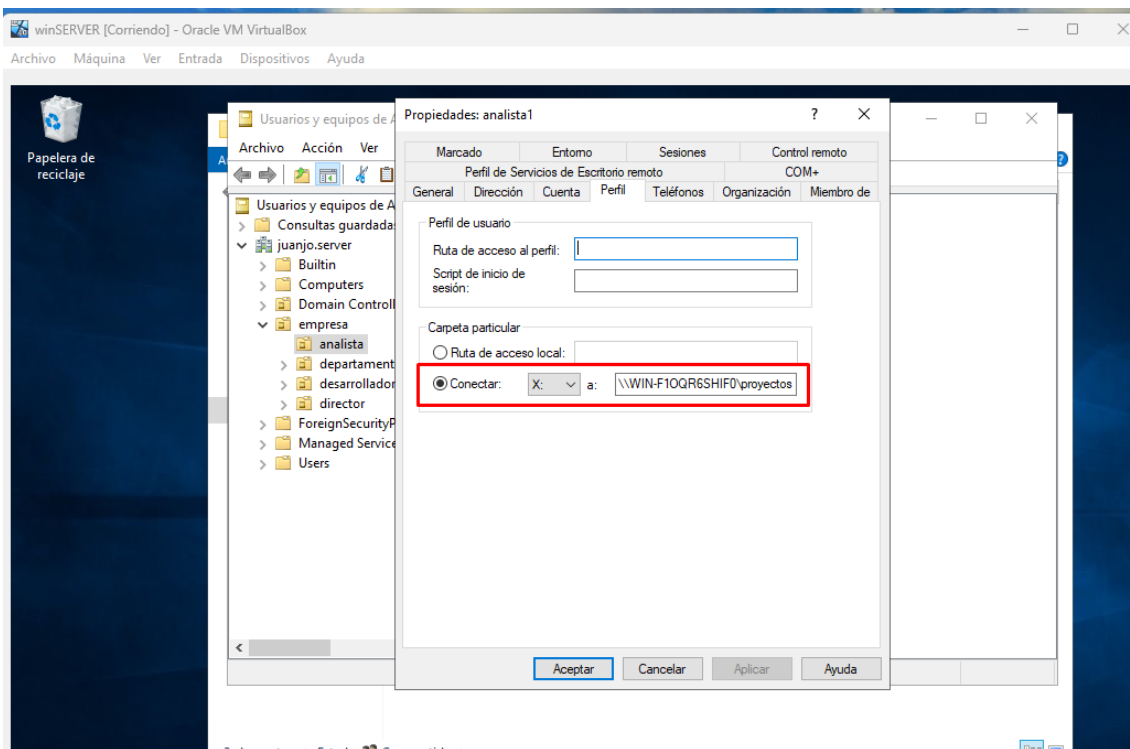 winSERVER [Corriendo] - Oracle VM VirtualBox
Archivo Máquina Ver Entrada Dispositivos Ayuda
Papelera de
reciclaje
Usuarios y equipos de A
Archivo Acción Ver
Usuarios y equipos de A
Consultas guardada
juanjo.server
Builtin
Computers
Domain Controll
empresa
analista
departament
desarrollador
director
ForeignSecurityP
Managed Service
Users
Propiedades: analista1
Marcado Entorno Sesiones Control remoto
Perfil de Servicios de Escritorio remoto COM+
General Dirección Cuenta Perfil Teléfonos Organización Miembro de
Perfil de usuario
Ruta de acceso al perfil:
Script de inicio de
sesión:
Carpeta particular
Ruta de acceso local:
Conectar: X: a: \\WIN-F1OQR6SHIF0\proyectos
Aceptar Cancelar Aplicar Ayuda